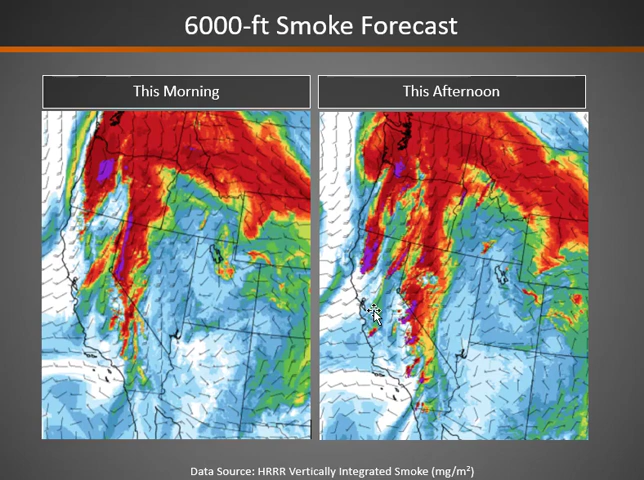 6000-ft Smoke Forecast
This Morning
This Afternoon
Data Source: HRRR Vertically Integrated Smoke (mg/m²)